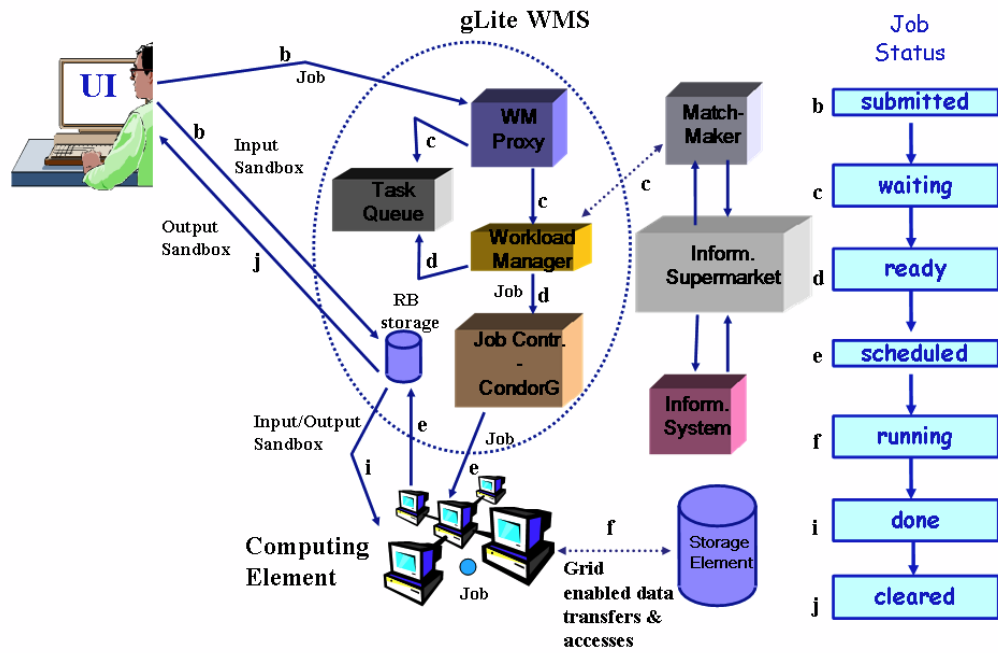 gLite WMS
Job
Status
UI
b
Job
b
Input
Sandbox
Output
Sandbox
j
WM
Proxy
c
Task
Queue
c
Workload
Manager
d
Job
d
RB
storage
Job Contr.
-
CondorG
Match-
Maker
c
Inform.
Supermarket
Inform.
System
Input/Output
Sandbox
i
e
Job
e
Computing
Element
Job
f
Grid
enabled data
transfers &
accesses
Storage
Element
b submitted
c waiting
d ready
e scheduled
f running
i done
j cleared